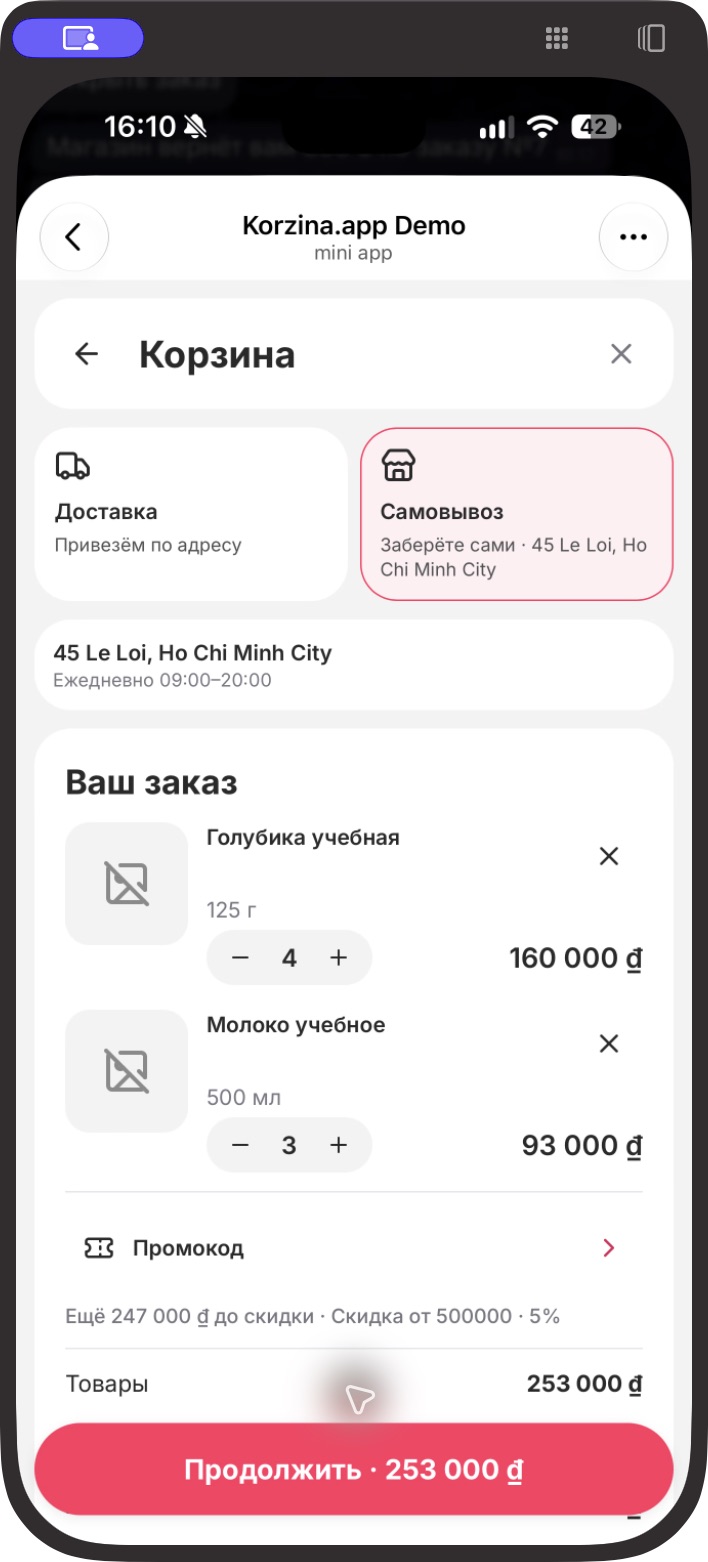 16:10
42
Korzina.app Demo
mini app
Корзина
Доставка
Привезём по адресу
Самовывоз
Заберёте сами · 45 Le Loi, Ho
Chi Minh City
45 Le Loi, Ho Chi Minh City
Ежедневно 09:00–20:00
Ваш заказ
Голубика учебная
125 г
4
160 000 ₫
Молоко учебное
500 мл
3
93 000 ₫
Промокод
Ещё 247 000 ₫ до скидки · Скидка от 500000 · 5%
Товары
253 000 ₫
Продолжить · 253 000 ₫